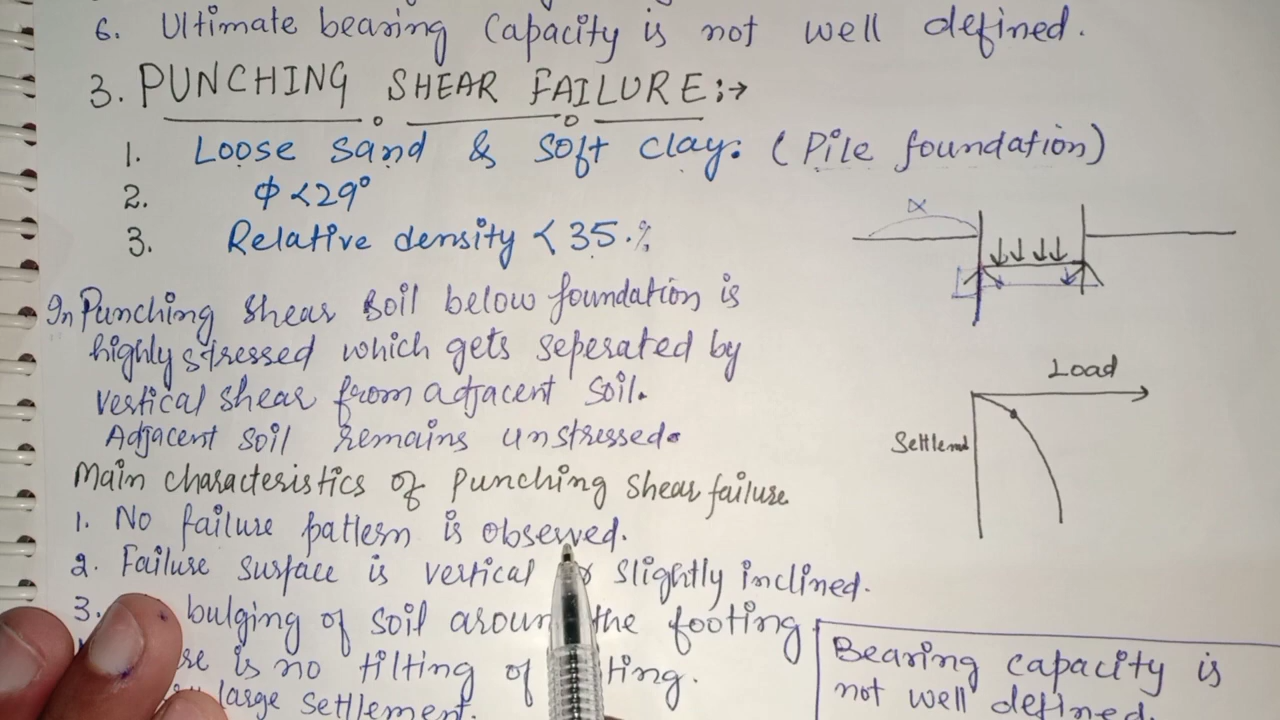 6. Ultimate bearing Capacity is not well defined.
3. PUNCHING SHEAR FAILURE:→
1. Loose sand & soft clay. (Pile foundation)
2. Φ<29°
3. Relative density < 35.%
In Punching shear soil below foundation is
highly stressed which gets seperated by
vertical shear from adjacent soil.
Adjacent soil remains unstressed.
Main characteristics of punching shear failure
1. No failure pattern is observed.
2. Failure surface is vertical slightly inclined.
3. bulging of soil around the footing
is no tilting of
large settlement.
Bearing capacity is
not well defined.
α
Load
Settlemt